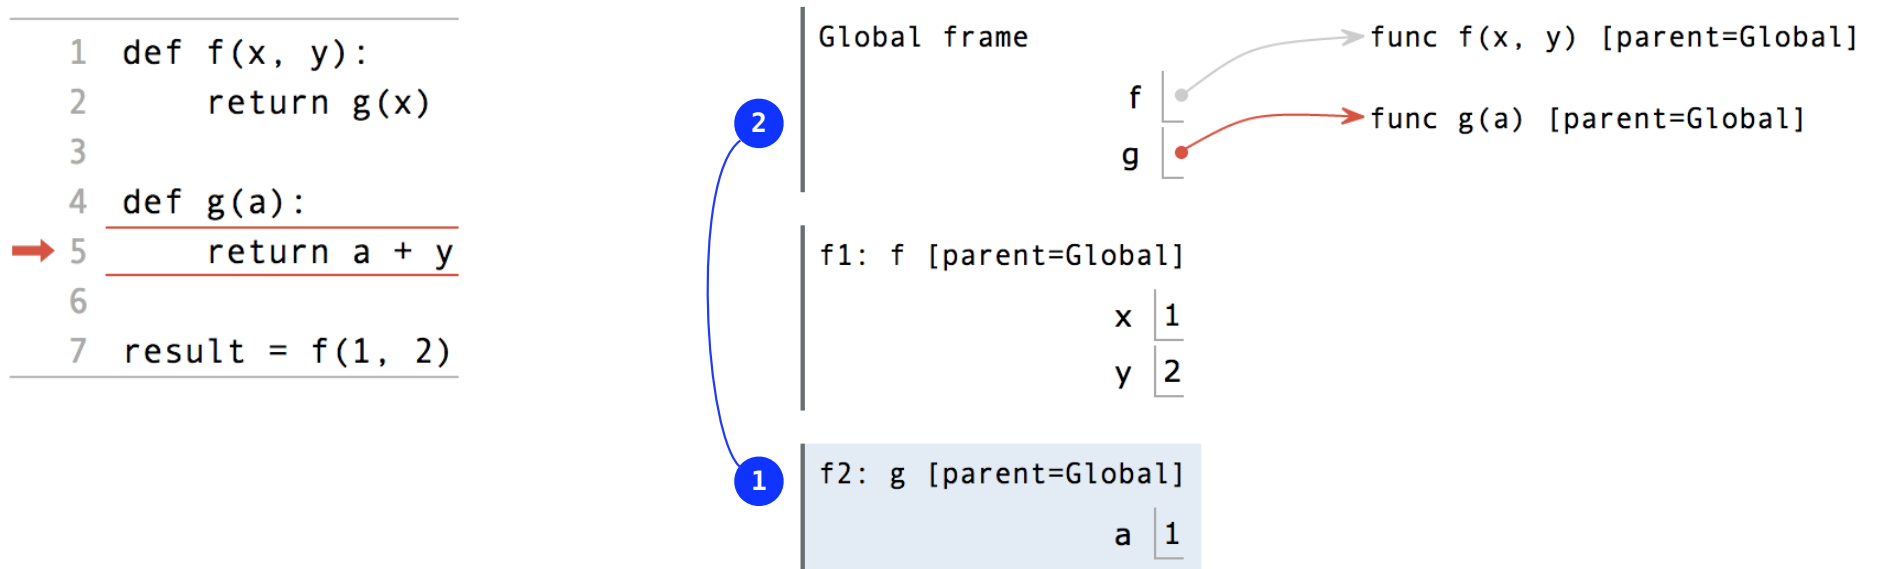 1 def f(x, y):
2     return g(x)
3
4 def g(a):
5     return a + y
6
7 result = f(1, 2)
2
1
Global frame
f
g
func f(x, y) [parent=Global]
func g(a) [parent=Global]
f1: f [parent=Global]
x 1
y 2
f2: g [parent=Global]
a 1